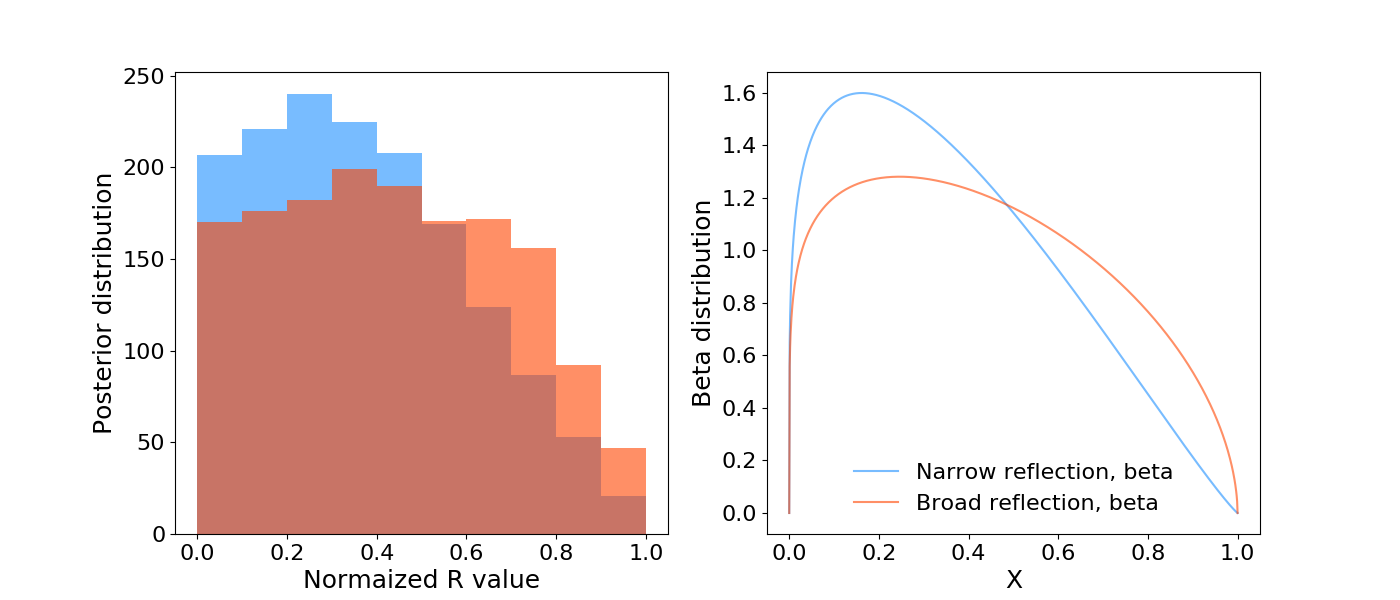 Posterior distribution
250
200
150
100
50
0
0.0 0.2 0.4 0.6 0.8 1.0
Normaized R value
Beta distribution
1.6
1.4
1.2
1.0
0.8
0.6
0.4
0.2
0.0
Narrow reflection, beta
Broad reflection, beta
0.0 0.2 0.4 0.6 0.8 1.0
X